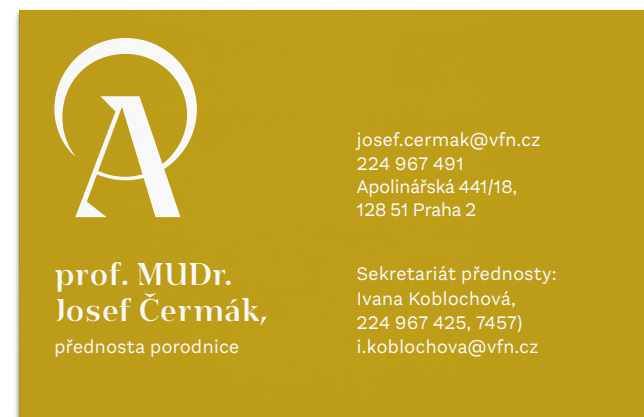 prof. MUDr.
Josef Čermák,
přednosta porodnice
josef.cermak@vfn.cz
224 967 491
Apolinářská 441/18,
128 51 Praha 2
Sekretariát přednosty:
Ivana Koblochová,
224 967 425, 7457)
i.koblochova@vfn.cz